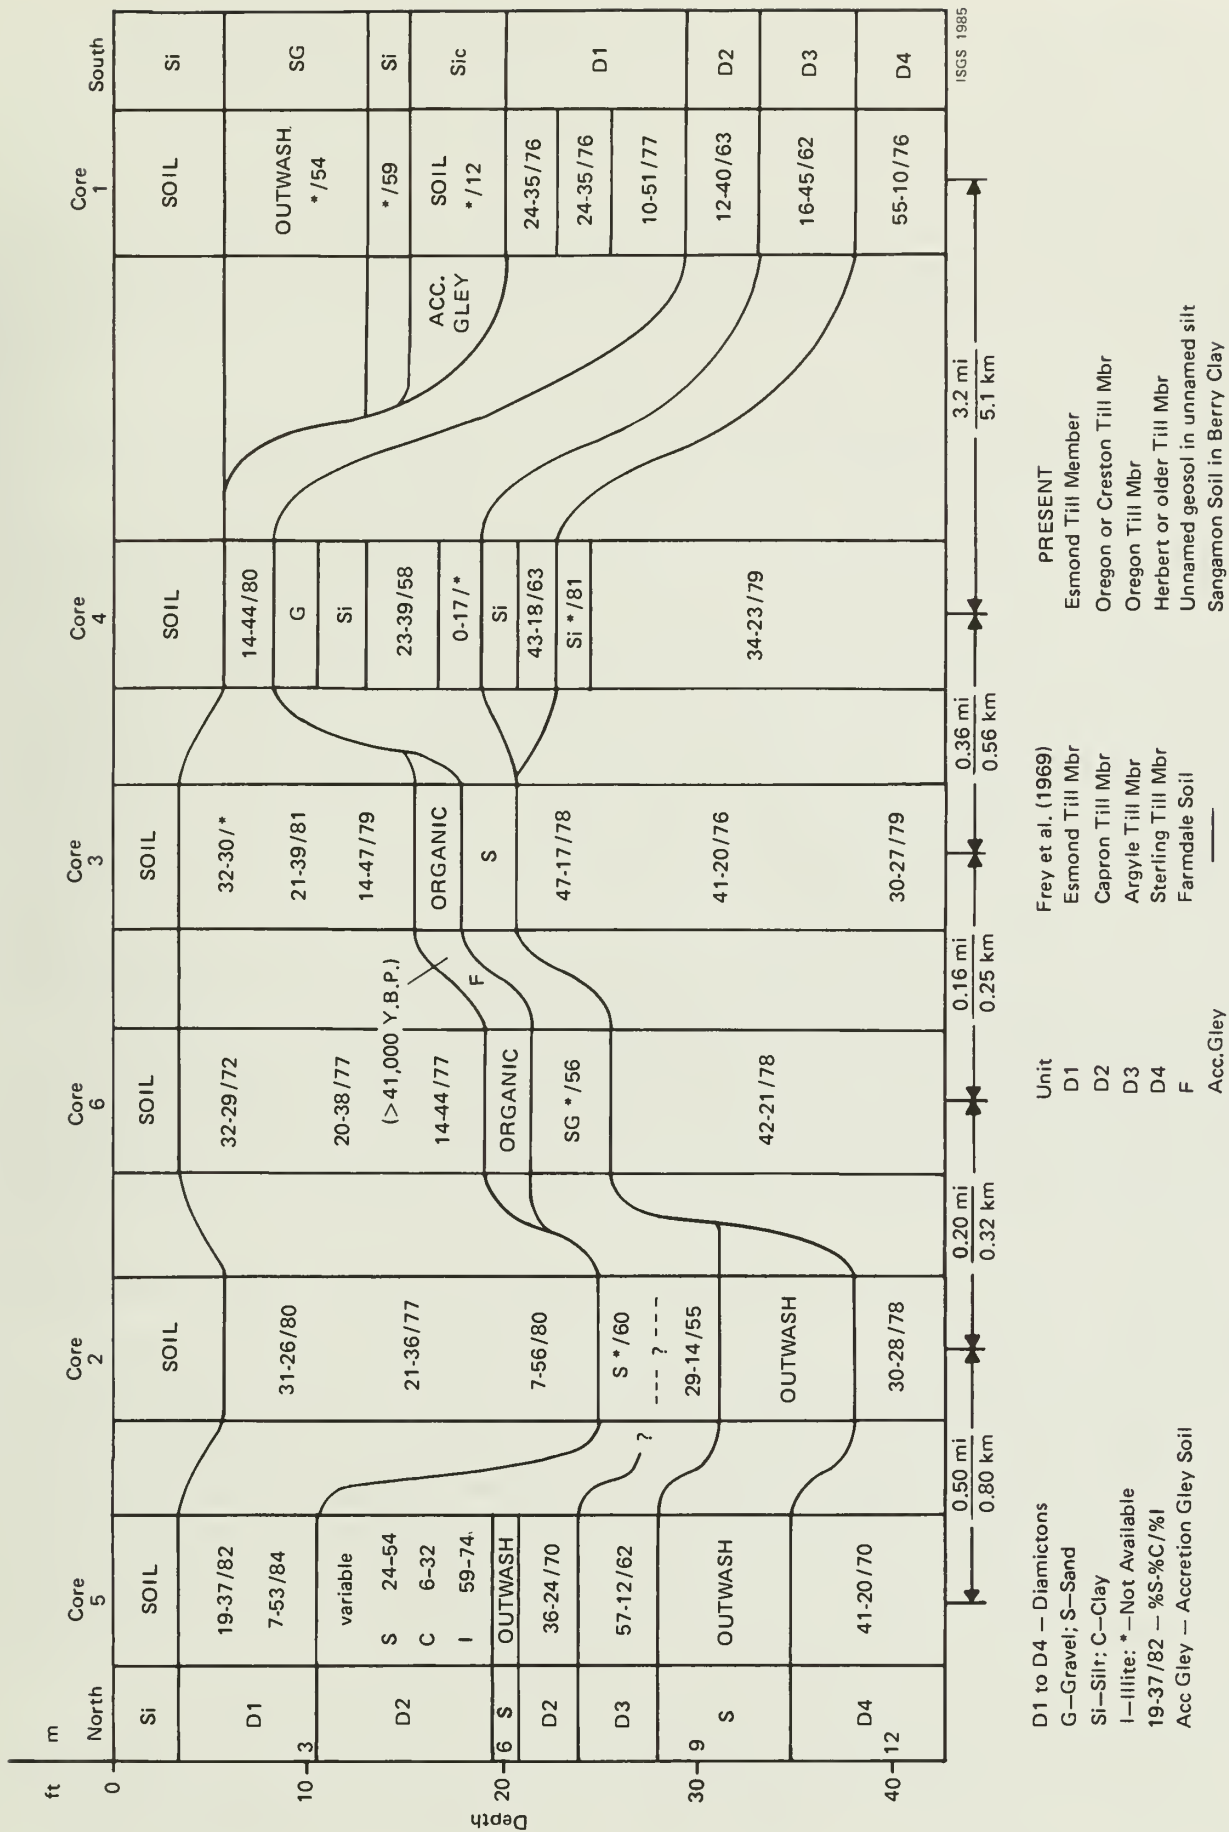 ft
m
Depth
0
10
20
30
40
3
6
9
12
North
Si
D1
D2
S
D2
D3
S
D4
Core
5
SOIL
19-37/82
7-53/84
variable
S 24–54
C 6–32
I 59–74
OUTWASH
36-24/70
57-12/62
OUTWASH
41-20/70
?
Core
2
SOIL
31-26/80
21-36/77
7-56/80
S */60
--- ? ----
29-14/55
OUTWASH
30-28/78
Core
6
SOIL
32-29/72
20-38/77
(>41,000 Y.B.P.)
14-44/77
ORGANIC
SG */56
42-21/78
F
Core
3
SOIL
32-30/*
21-39/81
14-47/79
ORGANIC
S
47-17/78
41-20/76
30-27/79
Core
4
SOIL
14-44/80
G
Si
23-39/58
0-17/*
Si
43-18/63
Si */81
34-23/79
ACC.
GLEY
Core
1
SOIL
OUTWASH
*/54
*/59
SOIL
*/12
24-35/76
24-35/76
10-51/77
12-40/63
16-45/62
55-10/76
South
Si
SG
Si
Sic
D1
D2
D3
D4
0.50 mi
0.80 km
0.20 mi
0.32 km
0.16 mi
0.25 km
0.36 mi
0.56 km
3.2 mi
5.1 km
ISGS 1985
D1 to D4 — Diamictons
G—Gravel; S—Sand
Si—Silt; C—Clay
I—Illite: *—Not Available
19-37/82 — %S-%C/%I
Acc Gley — Accretion Gley Soil
Unit Frey et al. (1969) PRESENT
D1 Esmond Till Mbr Esmond Till Member
D2 Capron Till Mbr Oregon or Creston Till Mbr
D3 Argyle Till Mbr Oregon Till Mbr
D4 Sterling Till Mbr Herbert or older Till Mbr
F Farmdale Soil Unnamed geosol in unnamed silt
Acc.Gley —— Sangamon Soil in Berry Clay